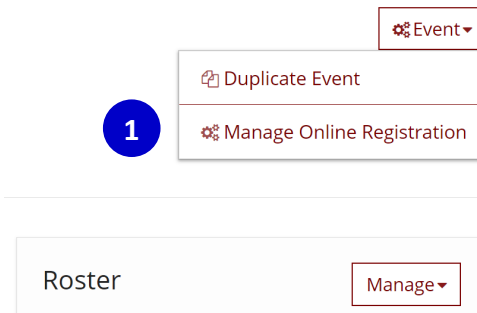 Event
Duplicate Event
1
Manage Online Registration
Roster
Manage